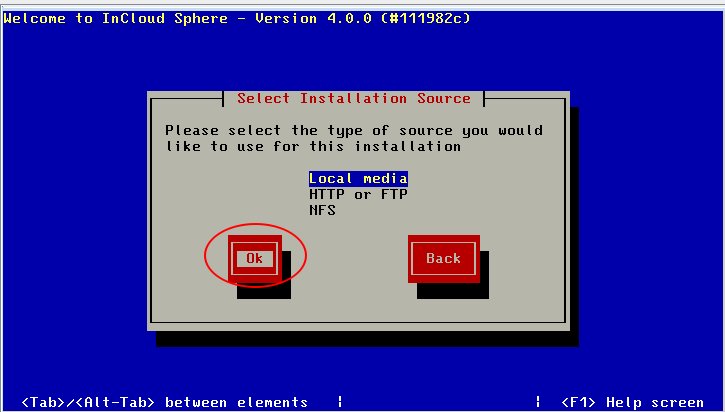 Welcome to InCloud Sphere - Version 4.0.0 (#111982c)
Select Installation Source
Please select the type of source you would
like to use for this installation
Local media
HTTP or FTP
NFS
Ok Back
<Tab>/<Alt-Tab> between elements | | <F1> Help screen